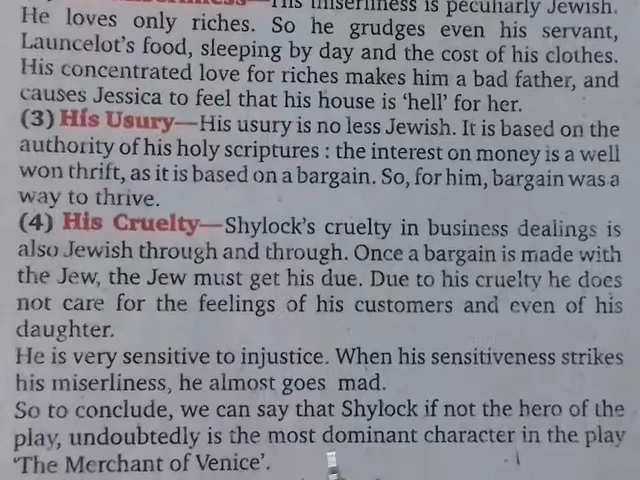 His miserliness is peculiarly Jewish.
He loves only riches. So he grudges even his servant,
Launcelot's food, sleeping by day and the cost of his clothes.
His concentrated love for riches makes him a bad father, and
causes Jessica to feel that his house is 'hell' for her.
(3) His Usury—His usury is no less Jewish. It is based on the
authority of his holy scriptures : the interest on money is a well
won thrift, as it is based on a bargain. So, for him, bargain was a
way to thrive.
(4) His Cruelty—Shylock's cruelty in business dealings is
also Jewish through and through. Once a bargain is made with
the Jew, the Jew must get his due. Due to his cruelty he does
not care for the feelings of his customers and even of his
daughter.
He is very sensitive to injustice. When his sensitiveness strikes
his miserliness, he almost goes mad.
So to conclude, we can say that Shylock if not the hero of the
play, undoubtedly is the most dominant character in the play
'The Merchant of Venice'.